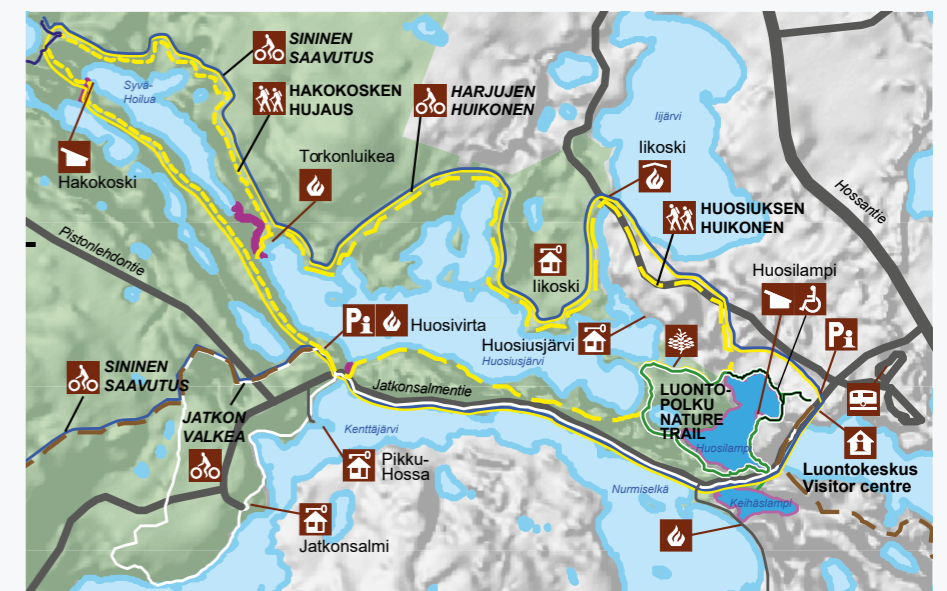 SININEN
SAAVUTUS
Syvä-
Hoilua
HAKOKOSKEN
HUJAUS
HARJUJEN
HUIKONEN
Iijärvi
Hakokoski
Torkonluikea
Iikoski
Hossantie
HUOSIUKSEN
HUIKONEN
Pistonlehdontie
Iikoski
Huosilampi
Pi
Huosivirta
Huosiusjärvi
Huosiusjärvi
Pi
SININEN
SAAVUTUS
Jatkonsalmentie
JATKON
VALKEA
LUONTO-
POLKU
NATURE
TRAIL
Huosilampi
Kenttäjärvi
Pikku-
Hossa
Luontokeskus
Visitor centre
Nurmiselkä
Keihäslampi
Jatkonsalmi